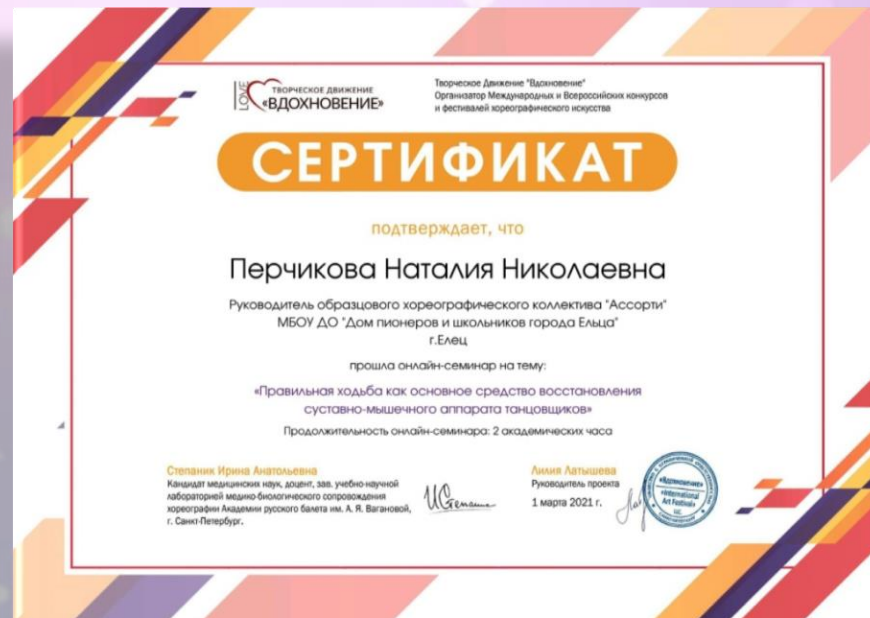 LOVE
ТВОРЧЕСКОЕ ДВИЖЕНИЕ
«ВДОХНОВЕНИЕ»
Творческое Движение "Вдохновение"
Организатор Международных и Всероссийских конкурсов
и фестивалей хореографического искусства
СЕРТИФИКАТ
подтверждает, что
Перчикова Наталия Николаевна
Руководитель образцового хореографического коллектива "Ассорти"
МБОУ ДО "Дом пионеров и школьников города Ельца"
г.Елец
прошла онлайн-семинар на тему:
«Правильная ходьба как основное средство восстановления
суставно-мышечного аппарата танцовщиков»
Продолжительность онлайн-семинара: 2 академических часа
Степаник Ирина Анатольевна
Кандидат медицинских наук, доцент, зав. учебно-научной
лабораторией медико-биологического сопровождения
хореографии Академии русского балета им. А. Я. Вагановой,
г. Санкт-Петербург.
Лилия Латышева
Руководитель проекта
1 марта 2021 г.
«Вдохновение»
«International
Art Festival»
LLC.